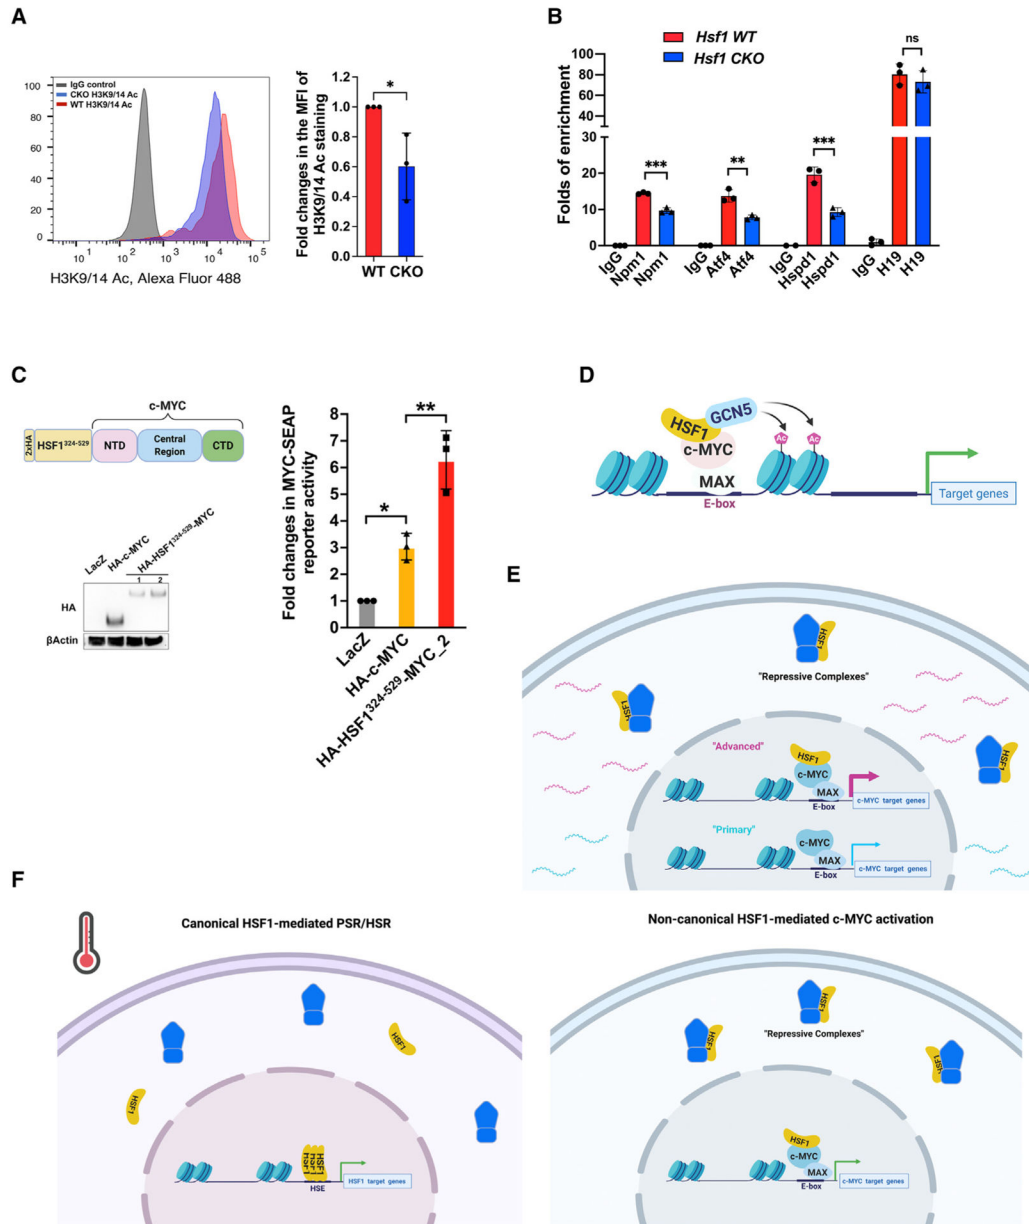 A
IgG control
CKO H3K9/14 Ac
WT H3K9/14 Ac
100
80
60
40
20
0
10 1
10 2
10 3
10 4
10 5
H3K9/14 Ac, Alexa Fluor 488
Fold changes in the MFI of
H3K9/14 Ac staining
1.2
1.0
0.8
0.6
0.4
0.2
0.0
*
WT CKO
B
Hsf1 WT
Hsf1 CKO
Folds of enrichment
100
80
60
40
30
20
10
0
***
**
***
ns
IgG
Npm1
Npm1
IgG
Atf4
Atf4
IgG
Hspd1
Hspd1
IgG
H19
H19
C
c-MYC
2xHA
HSF1324-529
NTD
Central
Region
CTD
LacZ
HA-c-MYC
HA-HSF1324-529-MYC
1 2
HA
βActin
Fold changes in MYC-SEAP
reporter activity
8
7
6
5
4
3
2
1
0
*
**
LacZ
HA-c-MYC
HA-HSF1324-529-MYC_2
D
HSF1
GCN5
c-MYC
Ac
Ac
MAX
E-box
Target genes
E
HSF1
"Repressive Complexes"
HSF1
HSF1
"Advanced"
HSF1
c-MYC
MAX
E-box
c-MYC target genes
"Primary"
c-MYC
MAX
E-box
c-MYC target genes
F
Canonical HSF1-mediated PSR/HSR
HSF1
HSF1
HSF1
HSF1
HSF1
HSE
HSF1 target genes
Non-canonical HSF1-mediated c-MYC activation
HSF1
"Repressive Complexes"
HSF1
HSF1
HSF1
c-MYC
MAX
E-box
c-MYC target genes